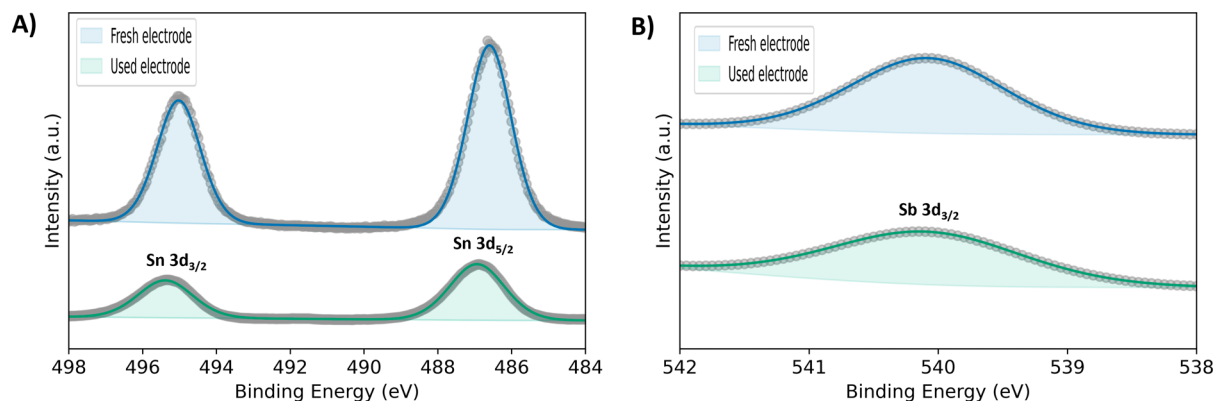 A)
Fresh electrode
Used electrode
Intensity (a.u.)
Sn 3d3/2
Sn 3d5/2
498 496 494 492 490 488 486 484
Binding Energy (eV)
B)
Fresh electrode
Used electrode
Intensity (a.u.)
Sb 3d3/2
542 541 540 539 538
Binding Energy (eV)